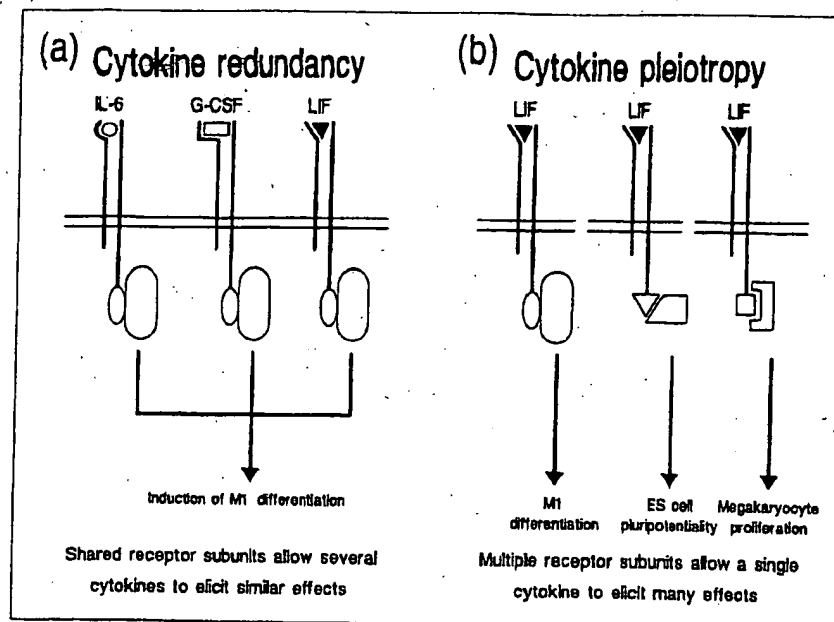 (a) Cytokine redundancy
IL-6 G-CSF LIF
Induction of M1 differentiation
Shared receptor subunits allow several
cytokines to elicit similar effects
(b) Cytokine pleiotropy
LIF LIF LIF
M1
differentiation
ES cell
pluripotentiality
Megakaryocyte
proliferation
Multiple receptor subunits allow a single
cytokine to elicit many effects